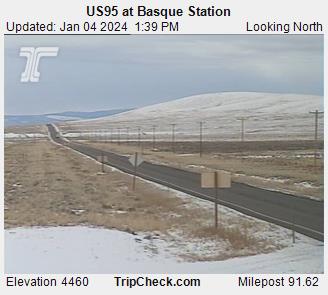 US95 at Basque Station
Updated: Jan 04 2024 1:39 PM Looking North
Elevation 4460 TripCheck.com Milepost 91.62